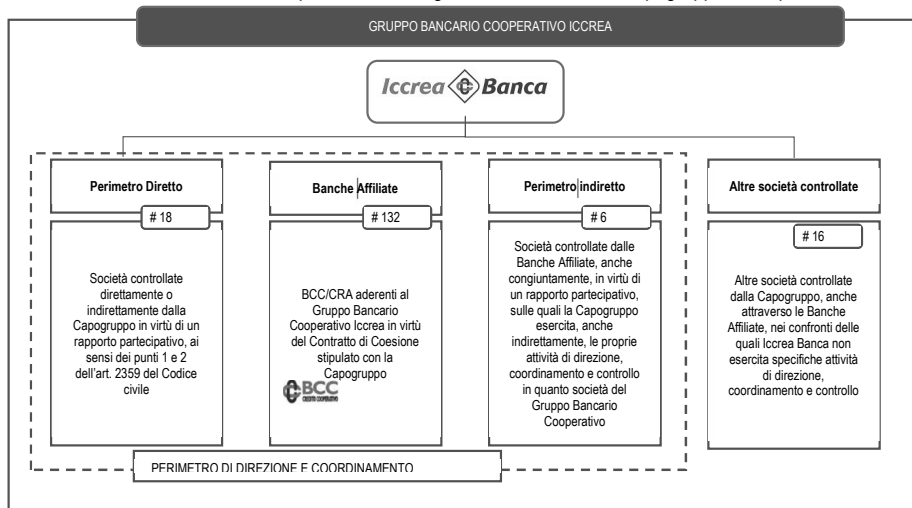 GRUPPO BANCARIO COOPERATIVO ICCREA
Iccrea Banca
Perimetro Diretto
# 18
Società controllate
direttamente o
indirettamente dalla
Capogruppo in virtù di un
rapporto partecipativo, ai
sensi dei punti 1 e 2
dell'art. 2359 del Codice
civile
Banche Affiliate
# 132
BCC/CRA aderenti al
Gruppo Bancario
Cooperativo Iccrea in virtù
del Contratto di Coesione
stipulato con la
Capogruppo
BCC
CREDITO COOPERATIVO
Perimetro indiretto
# 6
Società controllate dalle
Banche Affiliate, anche
congiuntamente, in virtù di
un rapporto partecipativo,
sulle quali la Capogruppo
esercita, anche
indirettamente, le proprie
attività di direzione,
coordinamento e controllo
in quanto società del
Gruppo Bancario
Cooperativo
Altre società controllate
# 16
Altre società controllate
dalla Capogruppo, anche
attraverso le Banche
Affiliate, nei confronti delle
quali Iccrea Banca non
esercita specifiche attività
di direzione,
coordinamento e controllo
PERIMETRO DI DIREZIONE E COORDINAMENTO